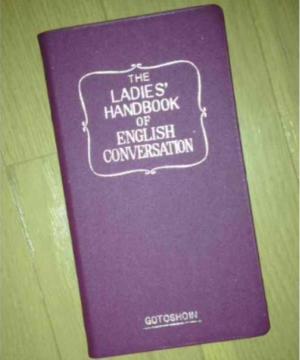 THE
LADIES'
HANDBOOK
OF
ENGLISH
CONVERSATION
GOTOSHOIN